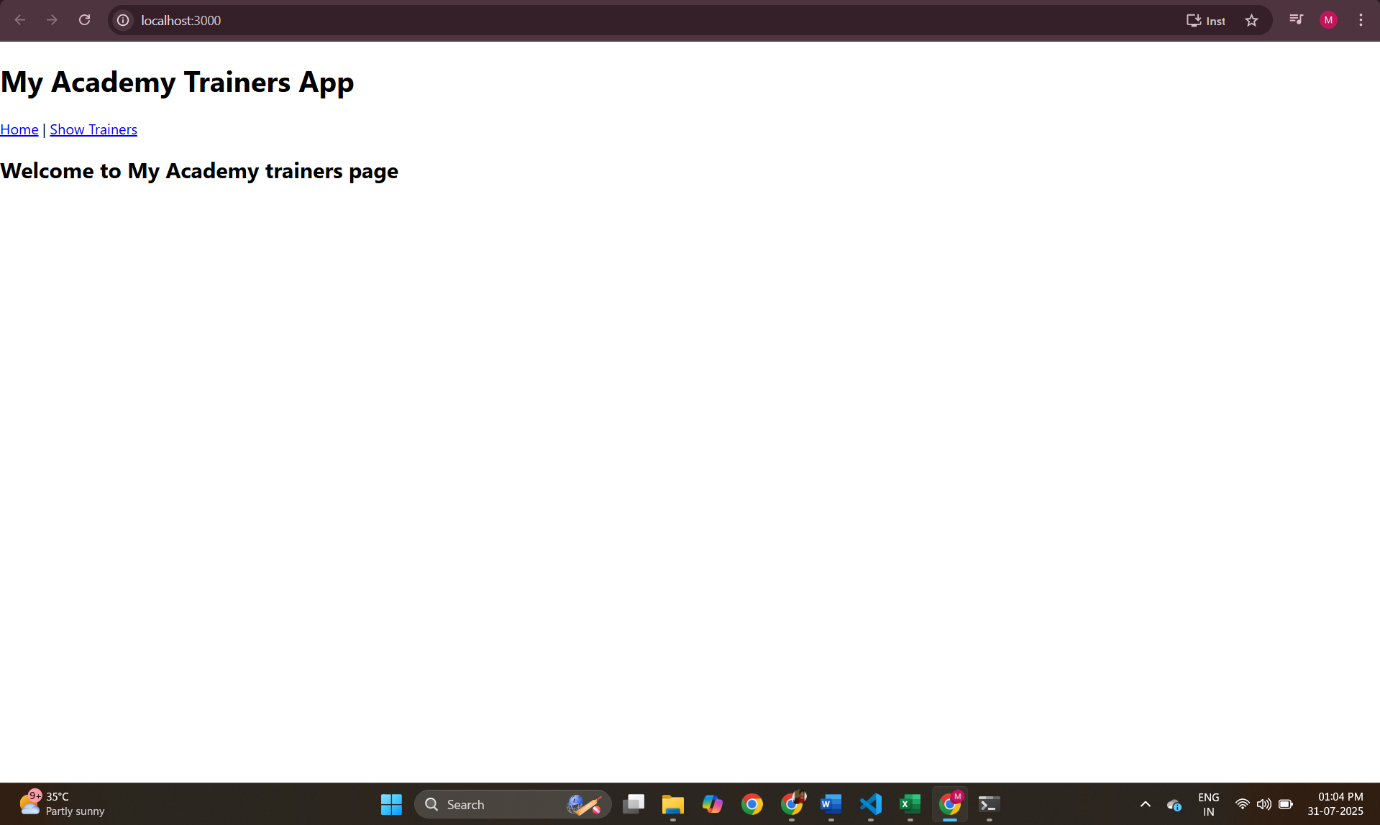 localhost:3000
Inst
M
My Academy Trainers App
Home | Show Trainers
Welcome to My Academy trainers page
9+
35°C
Partly sunny
Search
M
ENG
IN
01:04 PM
31-07-2025